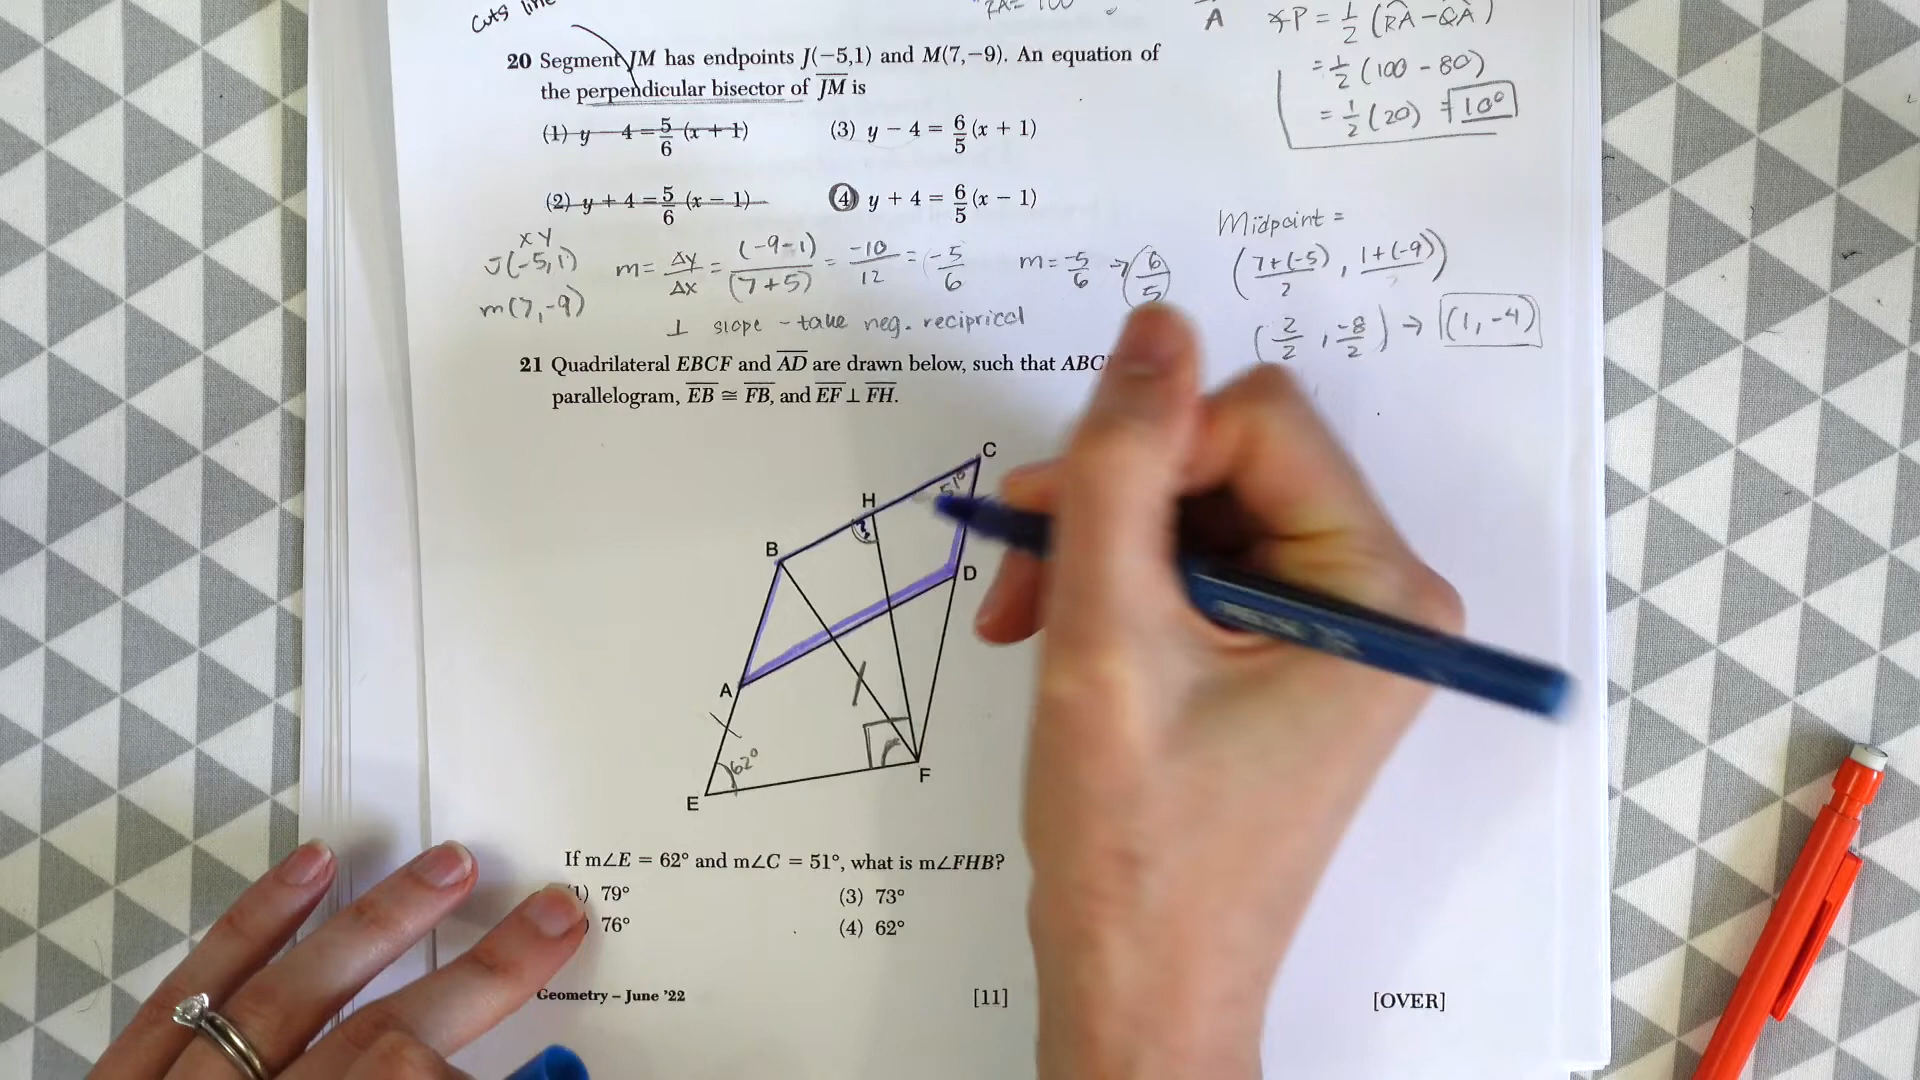 Cuts line
A ∡P = 1/2 (RA − QA)
= 1/2 (100 − 80)
= 1/2 (20) = 10°
20 Segment JM has endpoints J(−5,1) and M(7,−9). An equation of
the perpendicular bisector of JM is
(1) y − 4 = 5/6 (x + 1) (3) y − 4 = 6/5 (x + 1)
(2) y + 4 = 5/6 (x − 1) (4) y + 4 = 6/5 (x − 1)
x y
J(-5,1)
m(7,-9)
m = Δy/Δx = (-9-1)/(7+5) = -10/12 = -5/6 m = -5/6 → 6/5
⊥ slope - take neg. reciprical
Midpoint =
(7+(-5)/2, 1+(-9)/2)
(2/2, -8/2) → (1, -4)
21 Quadrilateral EBCF and AD are drawn below, such that ABC
parallelogram, EB ≅ FB, and EF ⊥ FH.
C
51°
H
B
D
A
62°
F
E
If m∠E = 62° and m∠C = 51°, what is m∠FHB?
1) 79° (3) 73°
) 76° (4) 62°
Geometry – June ’22 [11] [OVER]